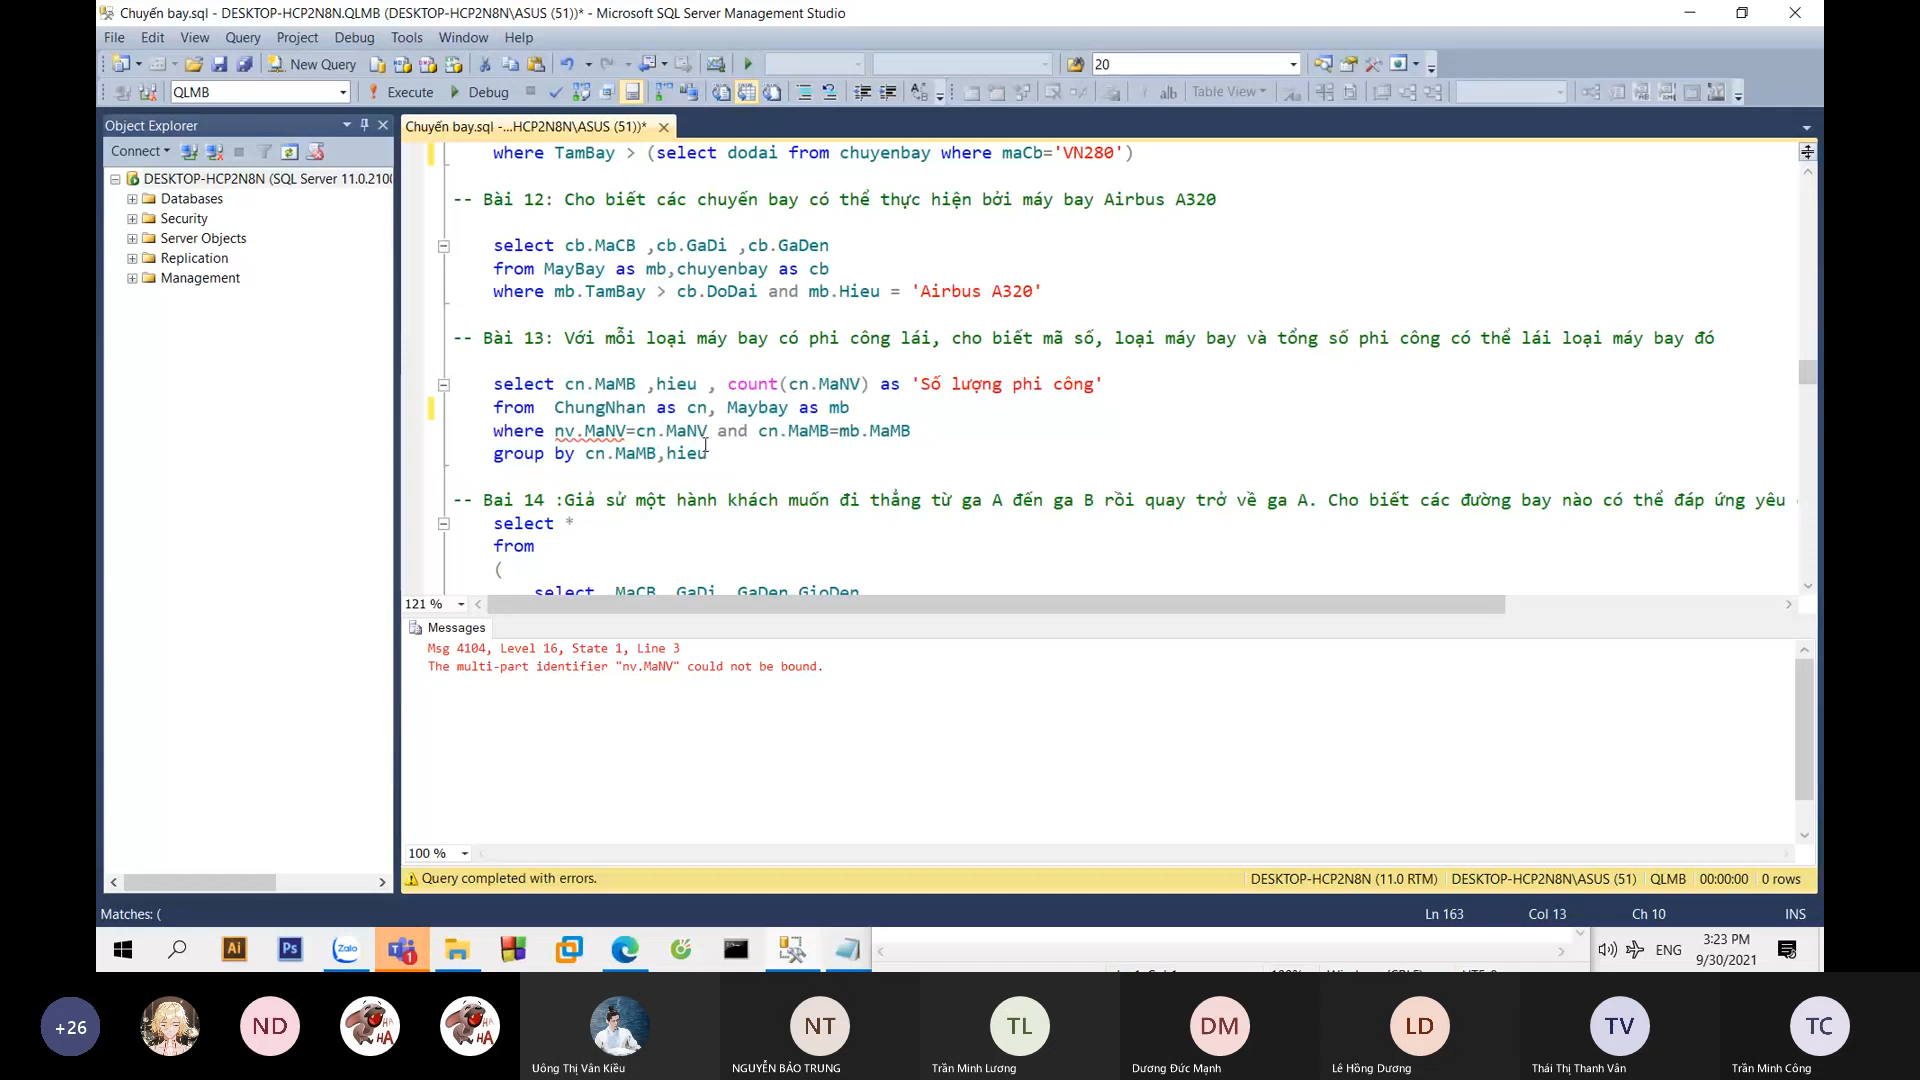 Chuyến bay.sql - DESKTOP-HCP2N8N.QLMB (DESKTOP-HCP2N8N\ASUS (51))* - Microsoft SQL Server Management Studio
File Edit View Query Project Debug Tools Window Help
New Query 20
QLMB Execute Debug Table View
Object Explorer
Chuyến bay.sql -...HCP2N8N\ASUS (51))*
Connect
DESKTOP-HCP2N8N (SQL Server 11.0.2100
Databases
Security
Server Objects
Replication
Management
where TamBay > (select dodai from chuyenbay where maCb='VN280')
-- Bài 12: Cho biết các chuyến bay có thể thực hiện bởi máy bay Airbus A320
select cb.MaCB ,cb.GaDi ,cb.GaDen
from MayBay as mb,chuyenbay as cb
where mb.TamBay > cb.DoDai and mb.Hieu = 'Airbus A320'
-- Bài 13: Với mỗi loại máy bay có phi công lái, cho biết mã số, loại máy bay và tổng số phi công có thể lái loại máy bay đó
select cn.MaMB ,hieu , count(cn.MaNV) as 'Số lượng phi công'
from ChungNhan as cn, Maybay as mb
where nv.MaNV=cn.MaNV and cn.MaMB=mb.MaMB
group by cn.MaMB,hieu
-- Bai 14 :Giả sử một hành khách muốn đi thẳng từ ga A đến ga B rồi quay trở về ga A. Cho biết các đường bay nào có thể đáp ứng yêu
select *
from
(
select MaCB, GaDi, GaDen,GioDen
121 %
Messages
Msg 4104, Level 16, State 1, Line 3
The multi-part identifier "nv.MaNV" could not be bound.
100 %
Query completed with errors. DESKTOP-HCP2N8N (11.0 RTM) DESKTOP-HCP2N8N\ASUS (51) QLMB 00:00:00 0 rows
Matches: ( Ln 163 Col 13 Ch 10 INS
Ai Ps Zalo 1 ENG
3:23 PM
9/30/2021
+26 ND NT TL DM LD TV TC
Uông Thị Vân Kiều NGUYỄN BẢO TRUNG Trần Minh Lương Dương Đức Mạnh Lê Hồng Dương Thái Thị Thanh Vân Trần Minh Công